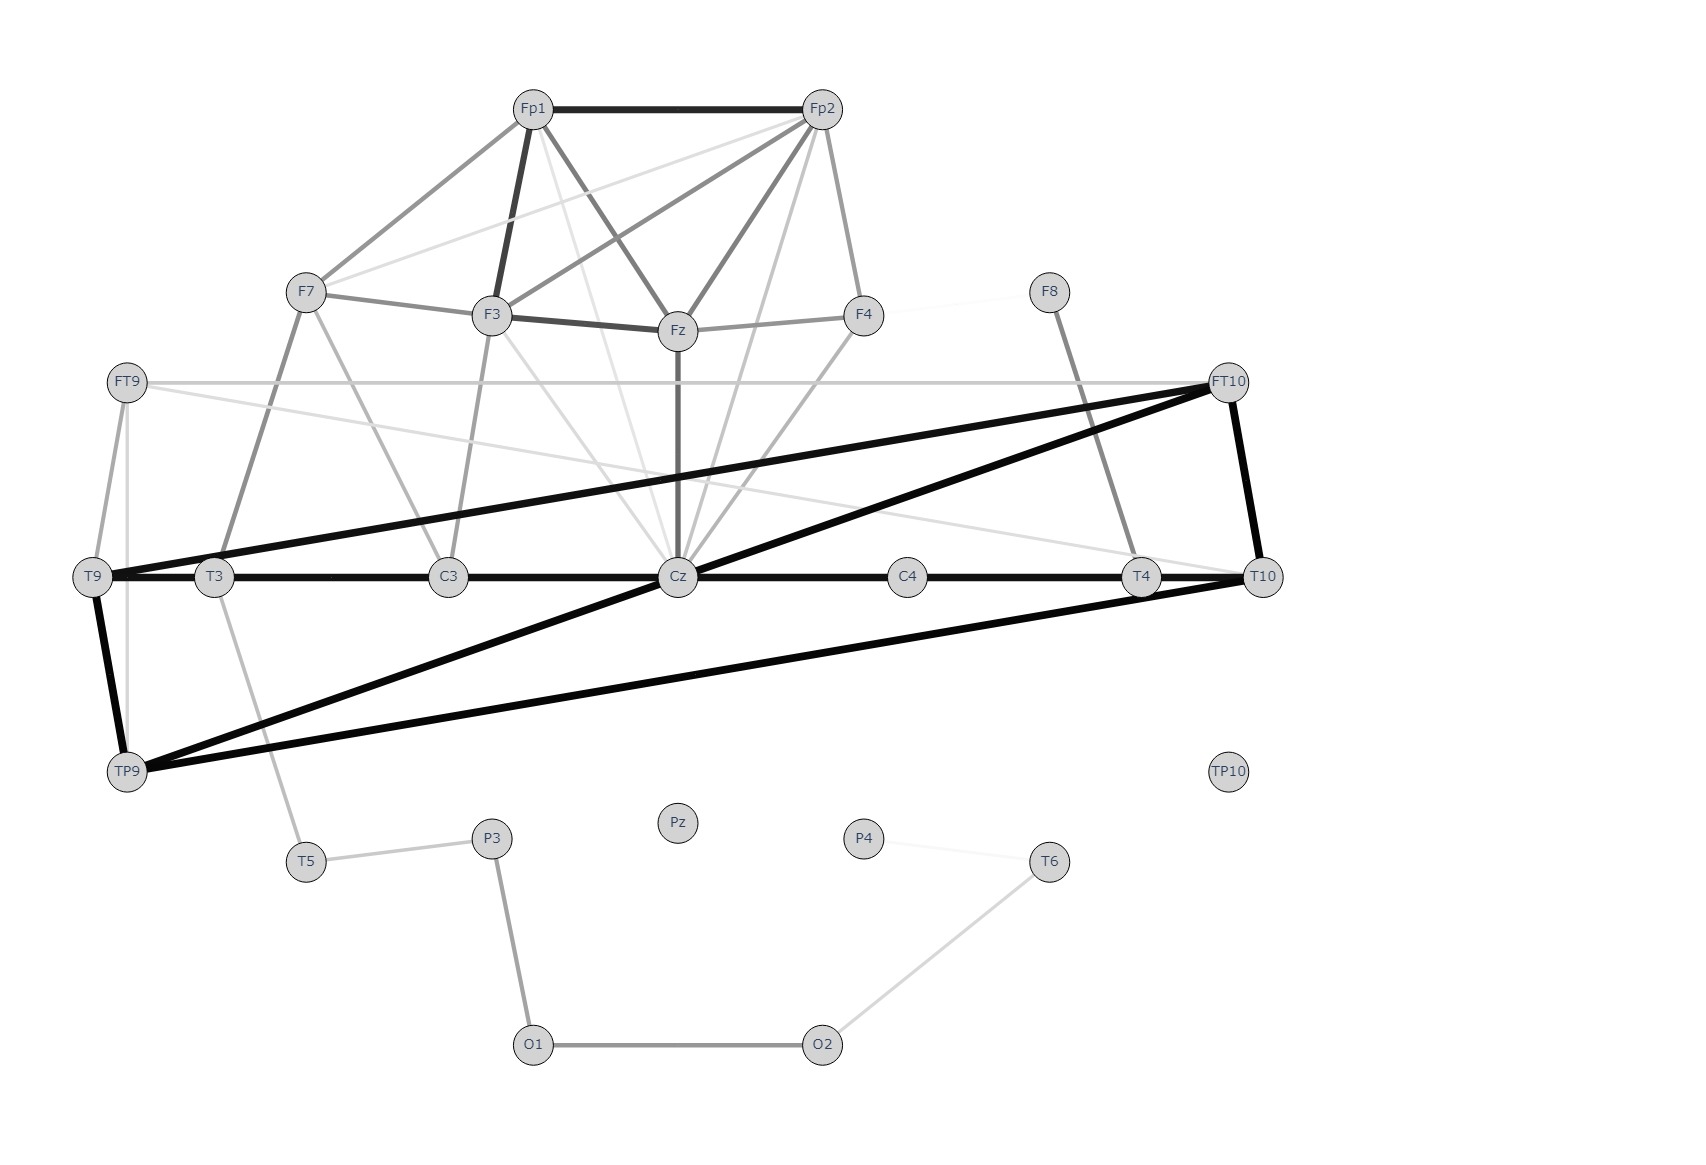 Fp1 Fp2
F7 F3 Fz F4 F8
FT9 FT10
T9 T3 C3 Cz C4 T4 T10
TP9 TP10
T5 P3 Pz P4 T6
O1 O2